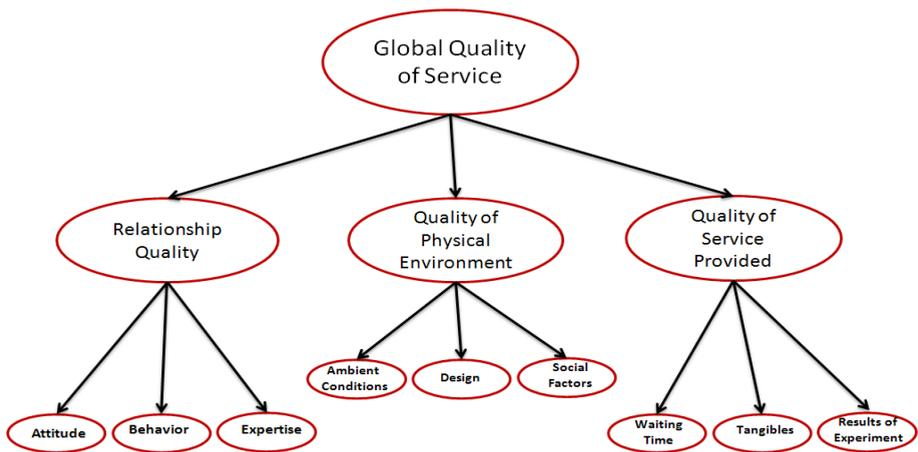 Global Quality
of Service
Relationship
Quality
Quality of
Physical
Environment
Quality of
Service
Provided
Ambient
Conditions
Design
Social
Factors
Attitude
Behavior
Expertise
Waiting
Time
Tangibles
Results of
Experiment